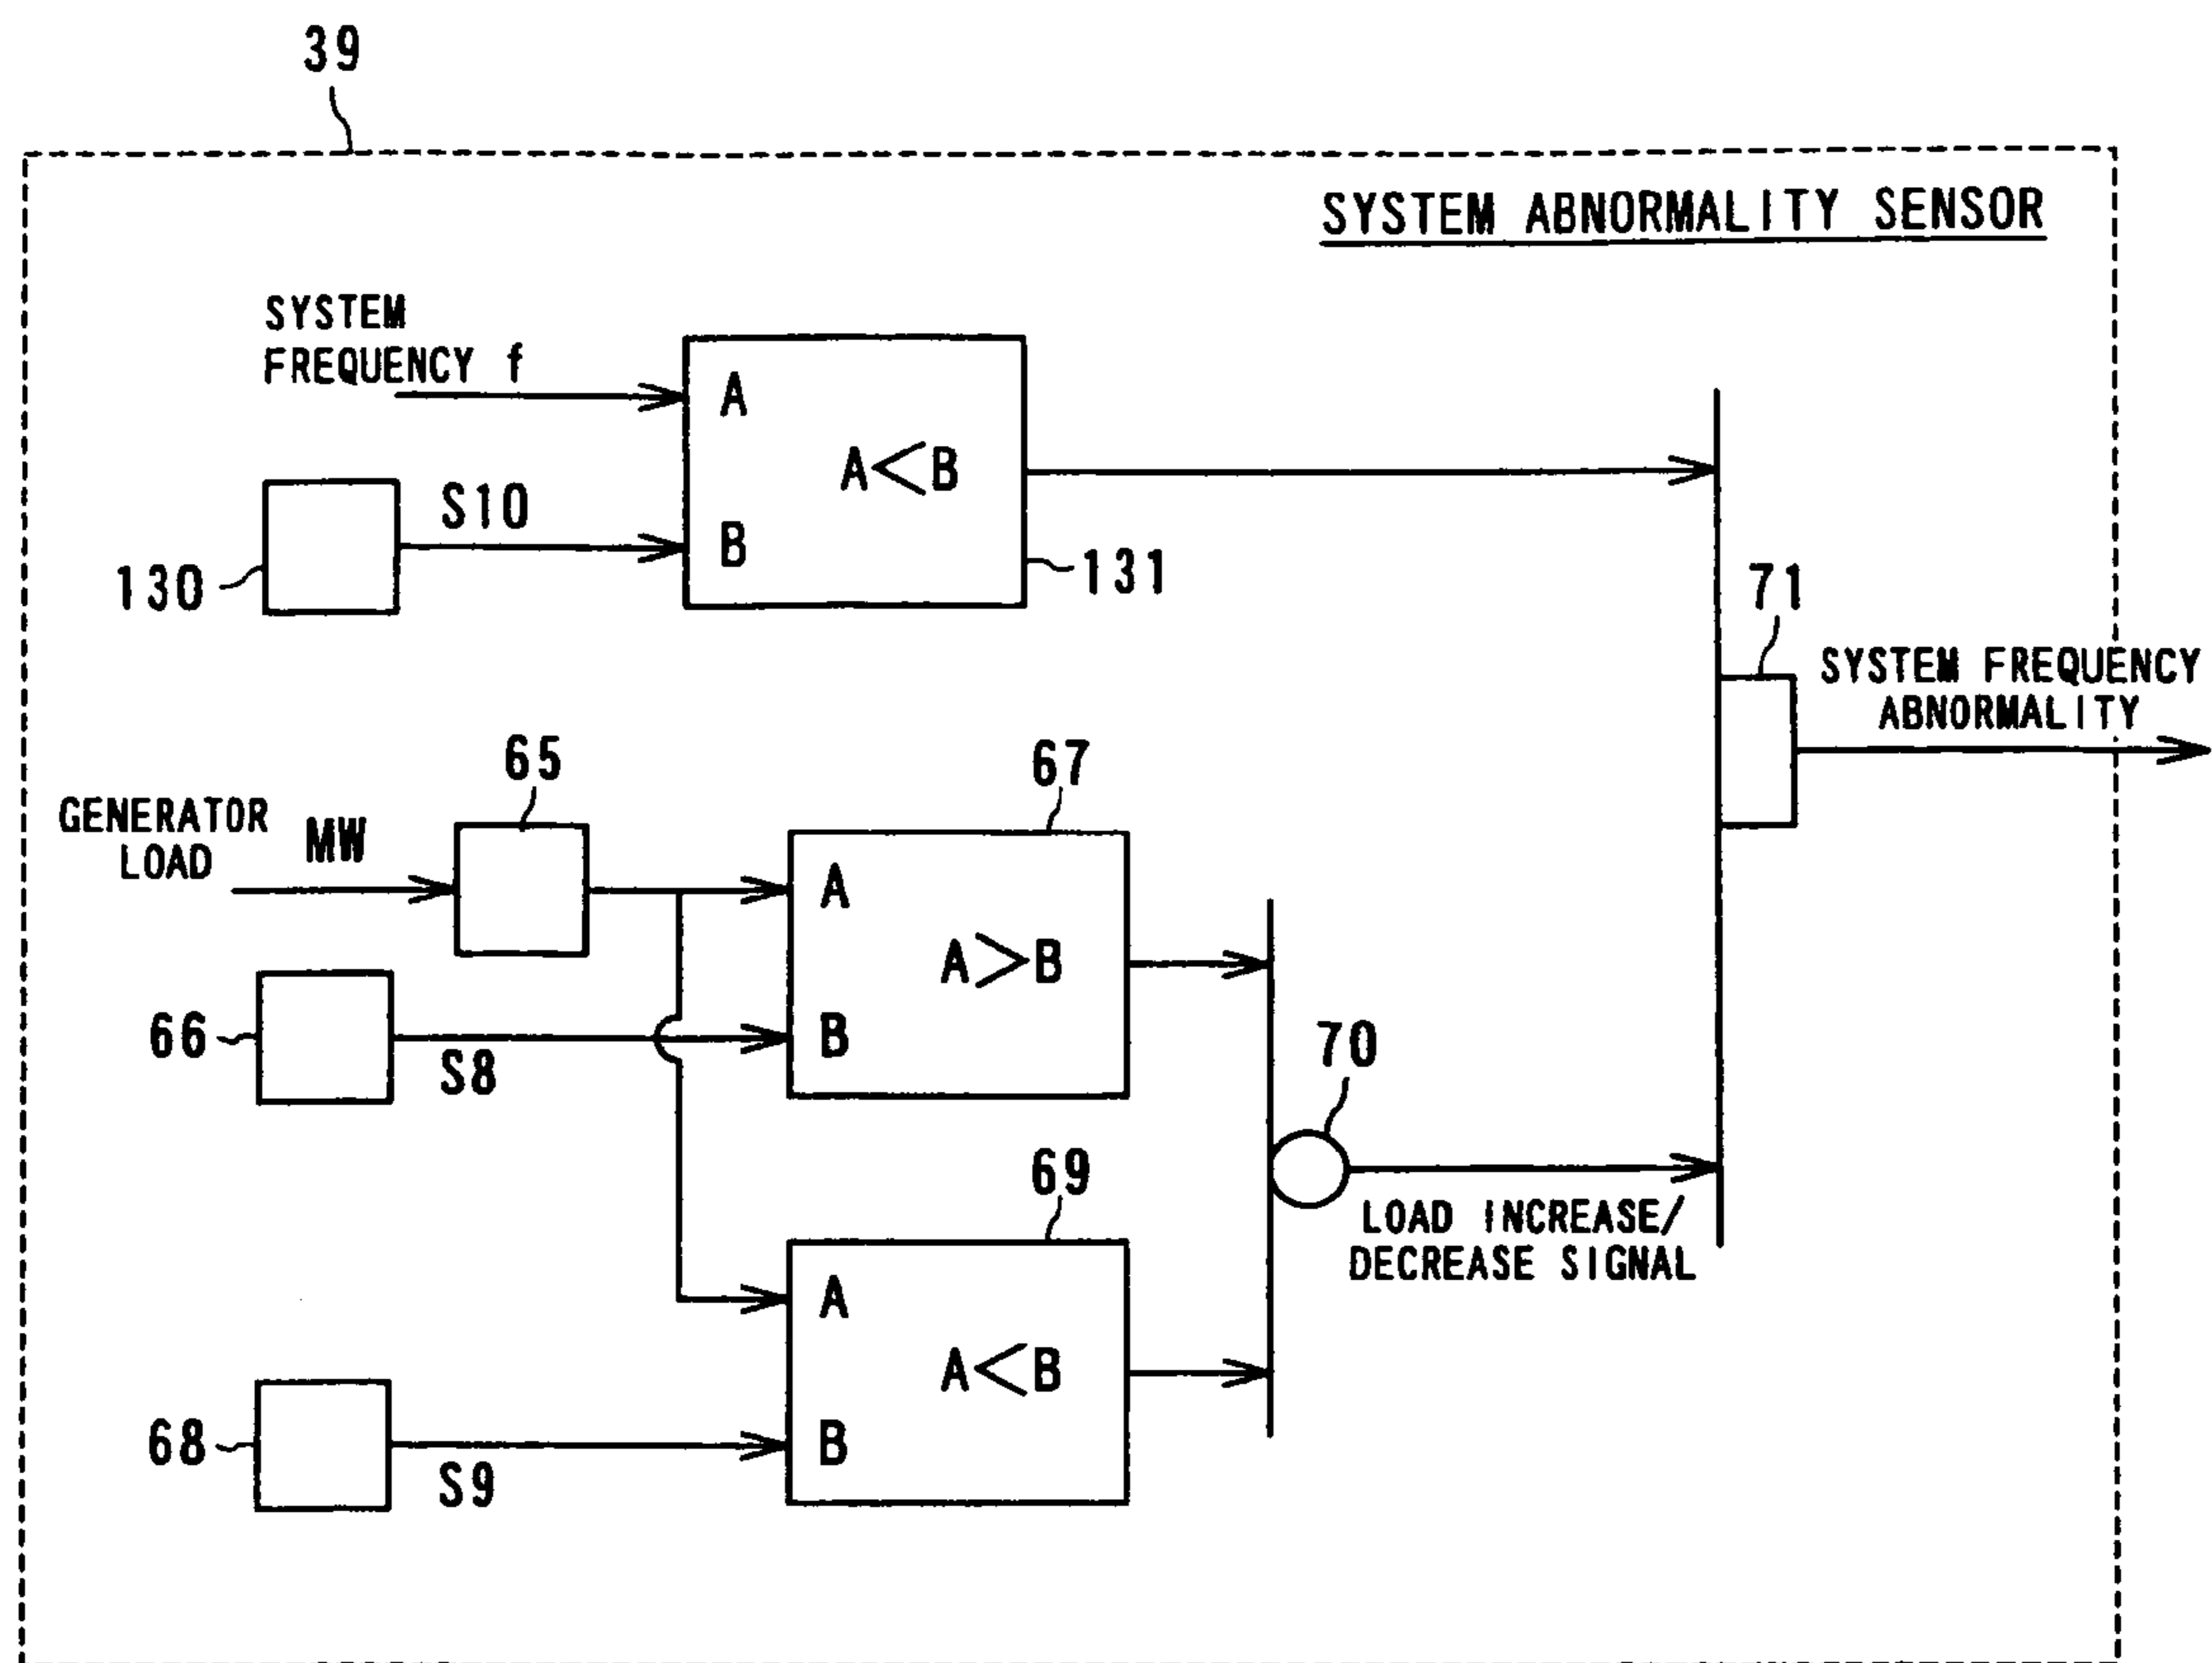 39
SYSTEM ABNORMALITY SENSOR
SYSTEM
FREQUENCY f
A
A<B
S10
B
130
131
71
SYSTEM FREQUENCY
ABNORMALITY
65
67
GENERATOR
LOAD
MW
A
A>B
66
S8
B
70
69
LOAD INCREASE/
DECREASE SIGNAL
A
A<B
68
S9
B